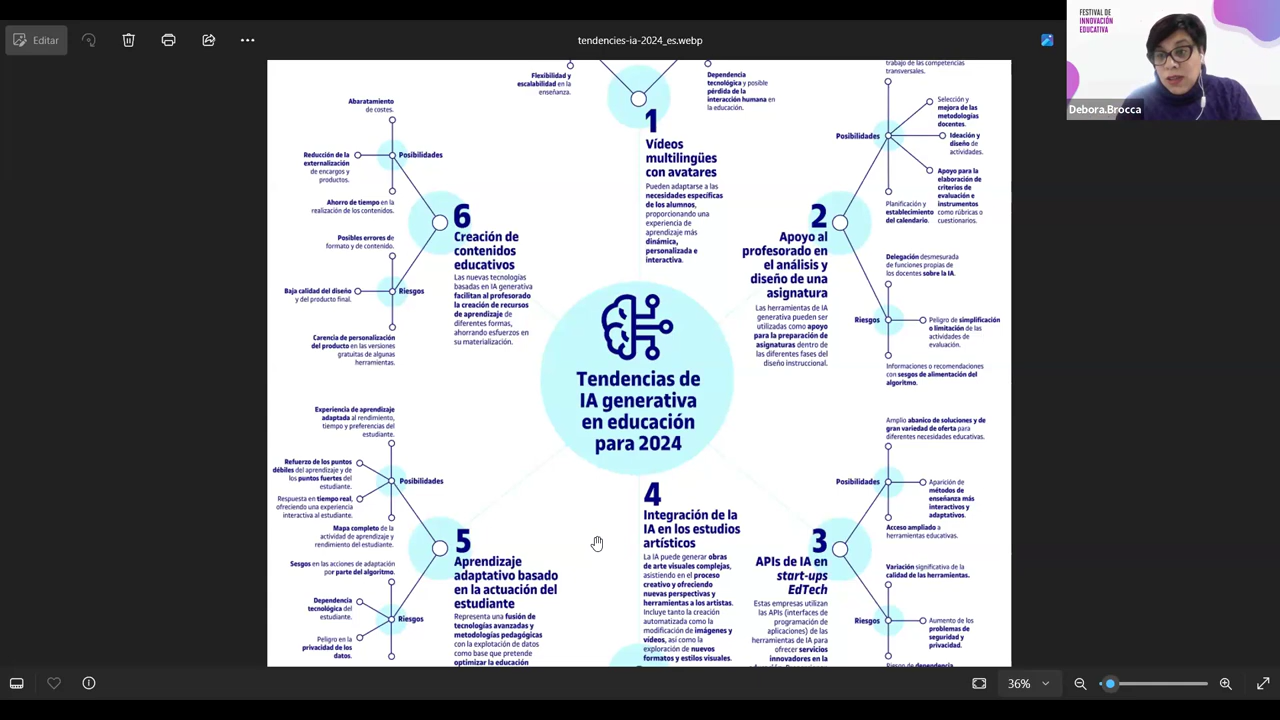 Editar
tendencies-ia-2024_es.webp
FESTIVAL DE
INNOVACIÓN
EDUCATIVA
Debora.Brocca
Flexibilidad y
escalabilidad en la
enseñanza.
Dependencia
tecnológica y posible
pérdida de la
interacción humana en
la educación.
1
Vídeos
multilingües
con avatares
Pueden adaptarse a las
necesidades específicas
de los alumnos,
proporcionando una
experiencia de
aprendizaje más
dinámica,
personalizada e
interactiva.
trabajo de las competencias
transversales.
Selección y
mejora de las
metodologías
docentes.
Posibilidades
Ideación y
diseño de
actividades.
Apoyo para la
elaboración de
criterios de
evaluación e
instrumentos
como rúbricas o
cuestionarios.
Planificación y
establecimiento
del calendario.
2
Apoyo al
profesorado en
el análisis y
diseño de una
asignatura
Las herramientas de IA
generativa pueden ser
utilizadas como apoyo
para la preparación de
asignaturas dentro de
las diferentes fases del
diseño instruccional.
Delegación desmesurada
de funciones propias de
los docentes sobre la IA.
Riesgos
Peligro de simplificación
o limitación de las
actividades de
evaluación.
Informaciones o recomendaciones
con sesgos de alimentación del
algoritmo.
Abaratamiento
de costes.
Reducción de la
externalización
de encargos y
productos.
Posibilidades
Ahorro de tiempo en la
realización de los contenidos.
6
Creación de
contenidos
educativos
Las nuevas tecnologías
basadas en IA generativa
facilitan al profesorado
la creación de recursos
de aprendizaje de
diferentes formas,
ahorrando esfuerzos en
su materialización.
Posibles errores de
formato y de contenido.
Baja calidad del diseño
y del producto final.
Riesgos
Carencia de personalización
del producto en las versiones
gratuitas de algunas
herramientas.
Tendencias de
IA generativa
en educación
para 2024
Experiencia de aprendizaje
adaptada al rendimiento,
tiempo y preferencias del
estudiante.
Refuerzo de los puntos
débiles del aprendizaje y de
los puntos fuertes del
estudiante.
Posibilidades
Respuesta en tiempo real,
ofreciendo una experiencia
interactiva al estudiante.
Mapa completo de la
actividad de aprendizaje y
rendimiento del estudiante.
5
Aprendizaje
adaptativo basado
en la actuación del
estudiante
Representa una fusión de
tecnologías avanzadas y
metodologías pedagógicas
con la explotación de datos
como base que pretende
optimizar la educación
Sesgos en las acciones de adaptación
por parte del algoritmo.
Dependencia
tecnológica del
estudiante.
Riesgos
Peligro en la
privacidad de los
datos.
4
Integración de la
IA en los estudios
artísticos
La IA puede generar obras
de arte visuales complejas,
asistiendo en el proceso
creativo y ofreciendo
nuevas perspectivas y
herramientas a los artistas.
Incluye tanto la creación
automatizada como la
modificación de imágenes y
vídeos, así como la
exploración de nuevos
formatos y estilos visuales.
Amplio abanico de soluciones y de
gran variedad de oferta para
diferentes necesidades educativas.
Posibilidades
Aparición de
métodos de
enseñanza más
interactivos y
adaptativos.
Acceso ampliado a
herramientas educativas.
3
APIs de IA en
start-ups
EdTech
Estas empresas utilizan
las APIs (interfaces de
programación de
aplicaciones) de las
herramientas de IA para
ofrecer servicios
innovadores en la
Variación significativa de la
calidad de las herramientas.
Riesgos
Aumento de los
problemas de
seguridad y
privacidad.
Riesgo de dependencia
36%